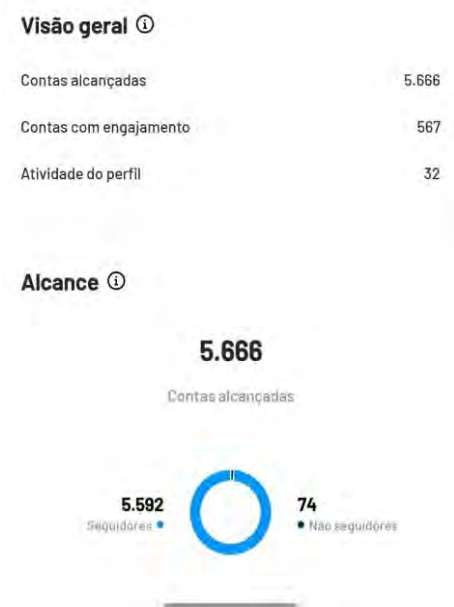 Visão geral
Contas alcançadas 5.666
Contas com engajamento 567
Atividade do perfil 32
Alcance
5.666
Contas alcançadas
5.592 74
Seguidores Não seguidores